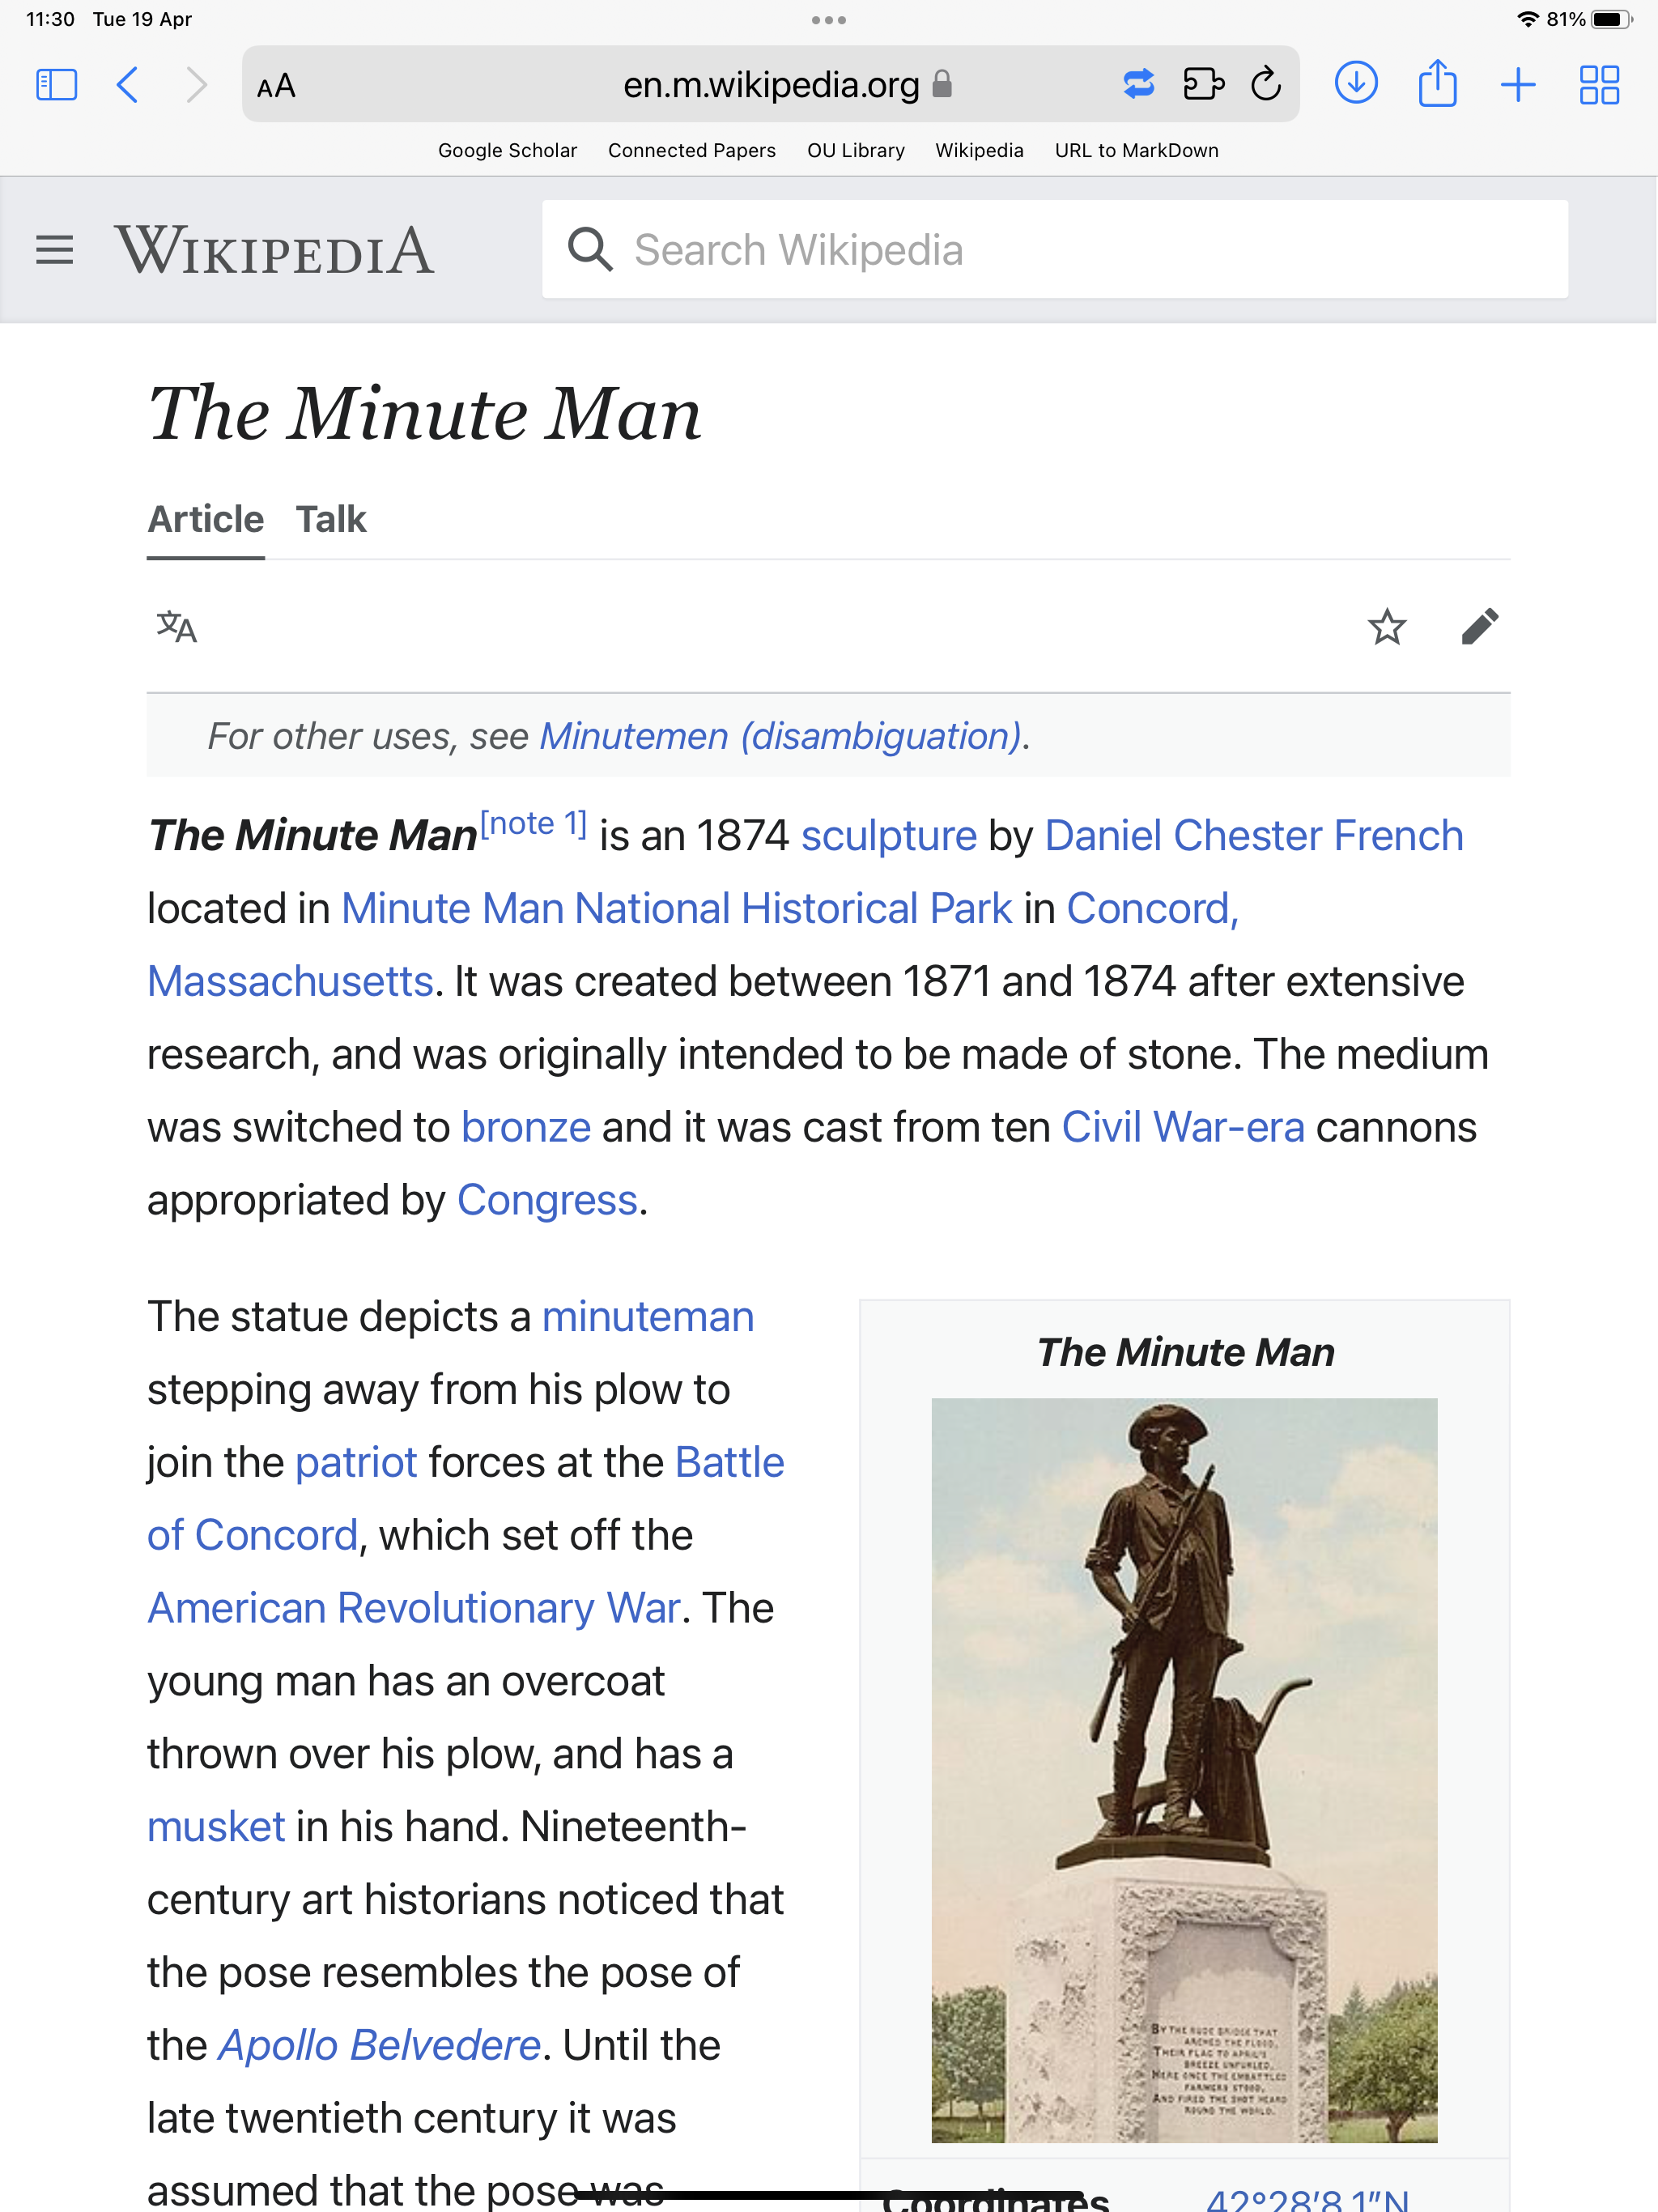 11:30 Tue 19 Apr
81%
AA en.m.wikipedia.org
Google Scholar Connected Papers OU Library Wikipedia URL to MarkDown
WIKIPEDIA
Search Wikipedia
The Minute Man
Article Talk
For other uses, see Minutemen (disambiguation).
The Minute Man[note 1] is an 1874 sculpture by Daniel Chester French
located in Minute Man National Historical Park in Concord,
Massachusetts. It was created between 1871 and 1874 after extensive
research, and was originally intended to be made of stone. The medium
was switched to bronze and it was cast from ten Civil War-era cannons
appropriated by Congress.
The statue depicts a minuteman
stepping away from his plow to
join the patriot forces at the Battle
of Concord, which set off the
American Revolutionary War. The
young man has an overcoat
thrown over his plow, and has a
musket in his hand. Nineteenth-
century art historians noticed that
the pose resembles the pose of
the Apollo Belvedere. Until the
late twentieth century it was
assumed that the pose was
The Minute Man
BY THE RUDE BRIDGE THAT
ARCHED THE FLOOD,
THEIR FLAG TO APRIL'S
BREEZE UNFURLED,
HERE ONCE THE EMBATTLED
FARMERS STOOD,
AND FIRED THE SHOT HEARD
ROUND THE WORLD.
Coordinates 42°28′8.1″N